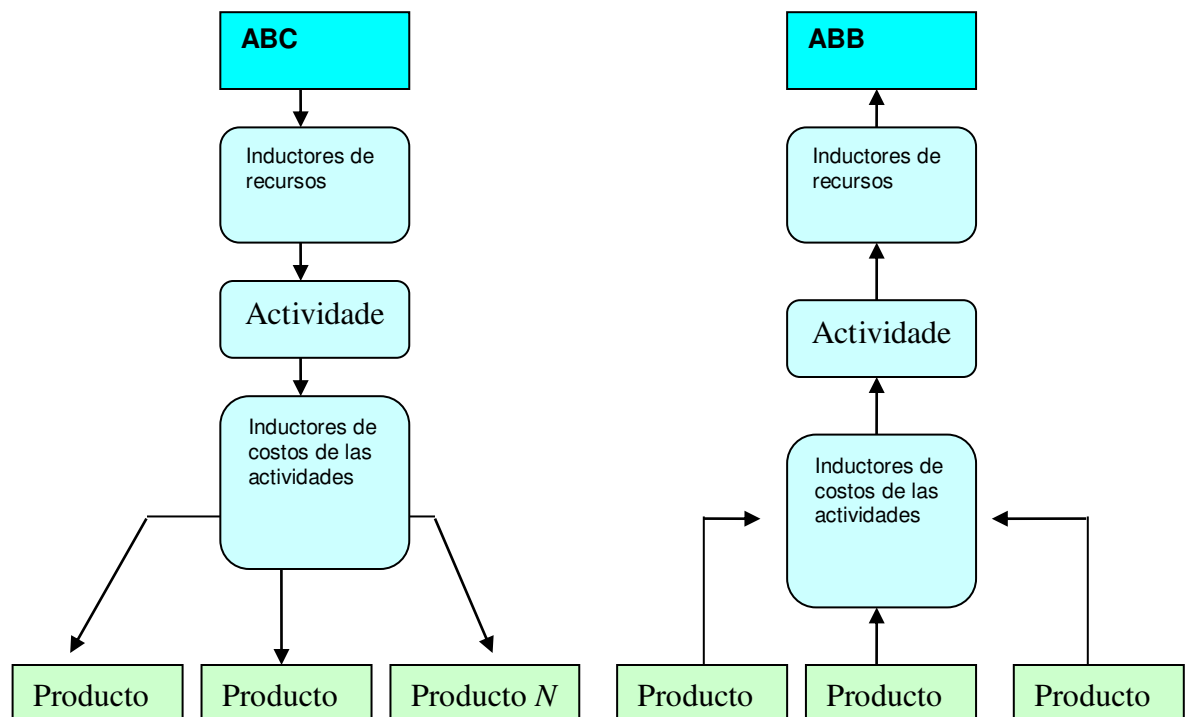 ABC
Inductores de
recursos
Actividade
Inductores de
costos de las
actividades
Producto
Producto
Producto N
ABB
Inductores de
recursos
Actividade
Inductores de
costos de las
actividades
Producto
Producto
Producto